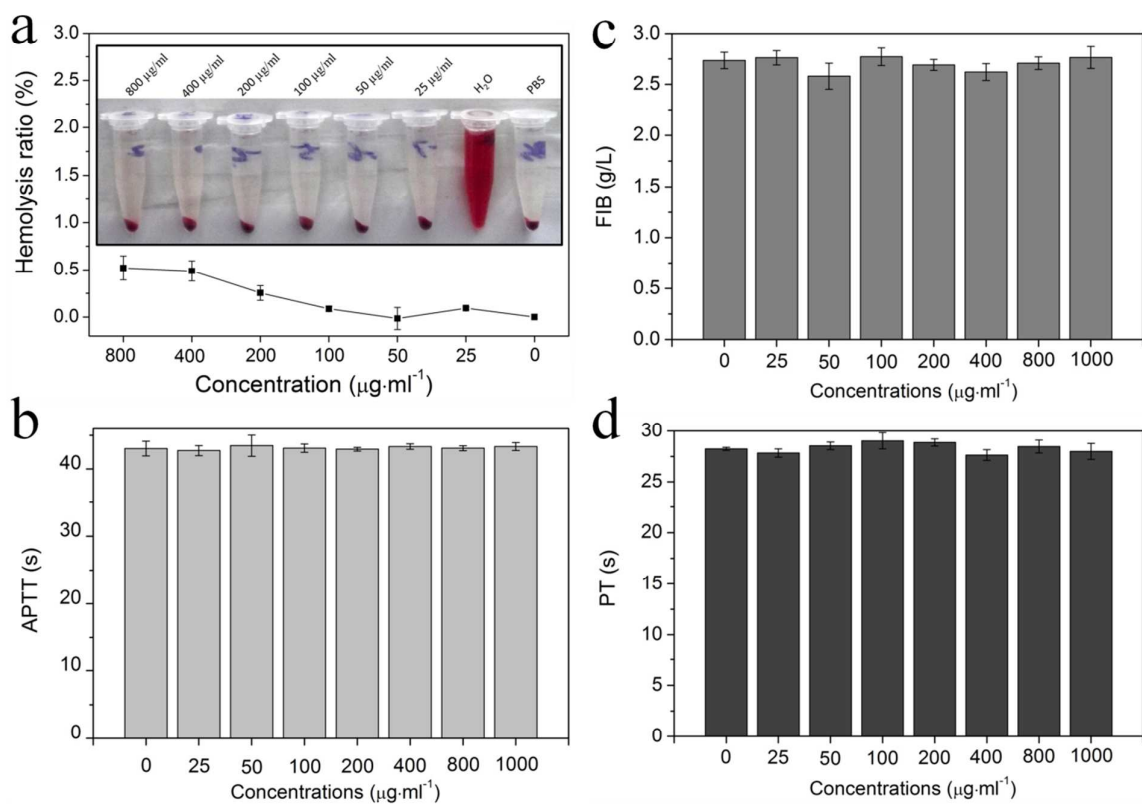 a
3.0
2.5
2.0
1.5
1.0
0.5
0.0
Hemolysis ratio (%)
800 μg/ml
400 μg/ml
200 μg/ml
100 μg/ml
50 μg/ml
25 μg/ml
H₂O
PBS
800 400 200 100 50 25 0
Concentration (μg·ml⁻¹)
c
3.0
2.5
2.0
1.5
1.0
0.5
0.0
FIB (g/L)
0 25 50 100 200 400 800 1000
Concentrations (μg·ml⁻¹)
b
40
30
20
10
0
APTT (s)
0 25 50 100 200 400 800 1000
Concentrations (μg·ml⁻¹)
d
30
25
20
15
10
5
0
PT (s)
0 25 50 100 200 400 800 1000
Concentrations (μg·ml⁻¹)